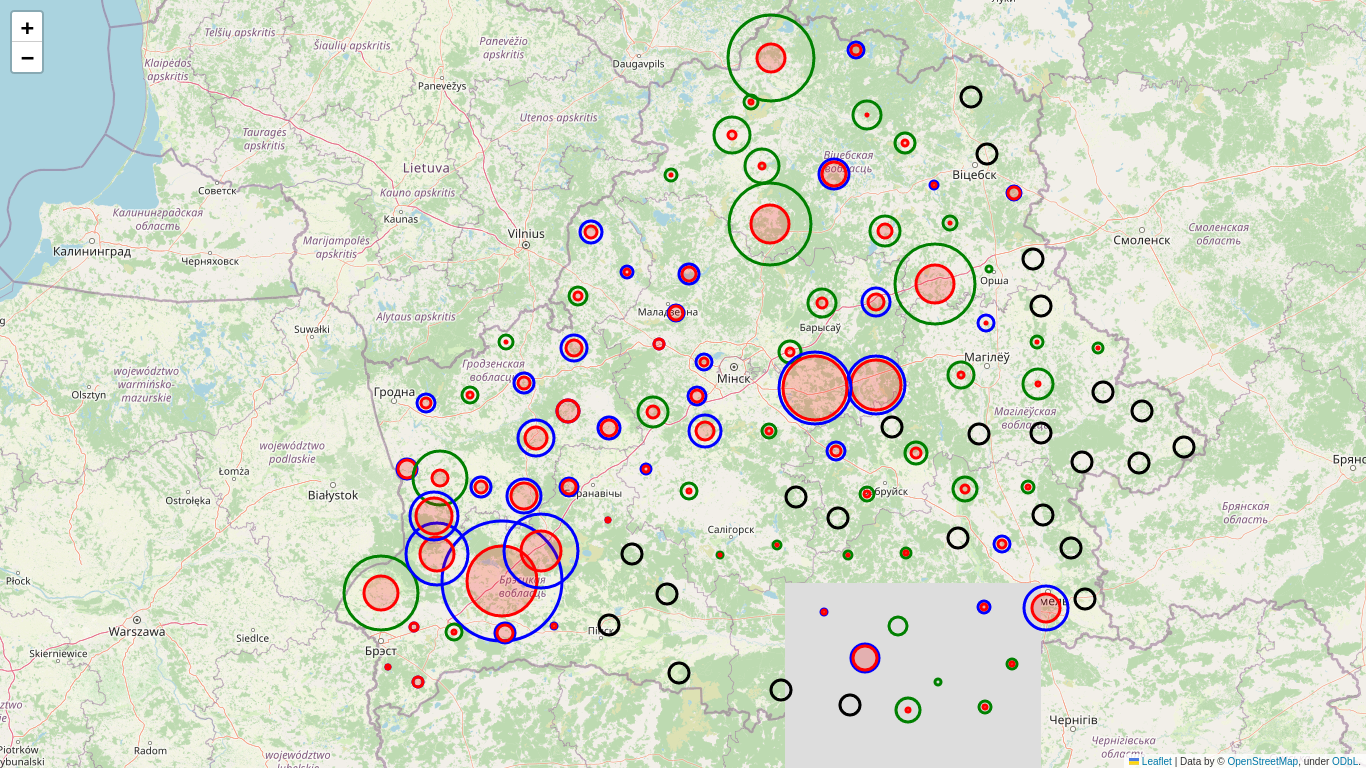 +
−
Луки
Telšių apskritis
Šiaulių apskritis
Panevėžio
apskritis
Daugavpils
Klaipėdos
apskritis
Panevėžys
Utenos apskritis
Tauragės
apskritis
Lietuva
Віцебская
вобласць
Віцебск
Советск
Kauno apskritis
Калининградская
область
Kaunas
Vilnius
Смоленск
Смоленская
область
Калининград
Marijampolės
apskritis
Черняховск
Орша
Alytaus apskritis
Маладзечна
Suwałki
Барысаў
Магілёў
województwo
warmińsko-
mazurskie
Гродзенская
вобласць
Мінск
Гродна
Olsztyn
Магілёўская
вобласць
województwo
podlaskie
Łomża
Ostrołęka
Białystok
Баранавічы
Бабруйск
Салігорск
Брянская
область
Брянс
Płock
Брэсцкая
вобласць
Warszawa
Siedlce
Пінск
мель
Skierniewice
Брэст
Чернігів
Radom
województwo
lubelskie
Чернігівська
область
Piotrków
ybunalski
Leaflet | Data by © OpenStreetMap, under ODbL.